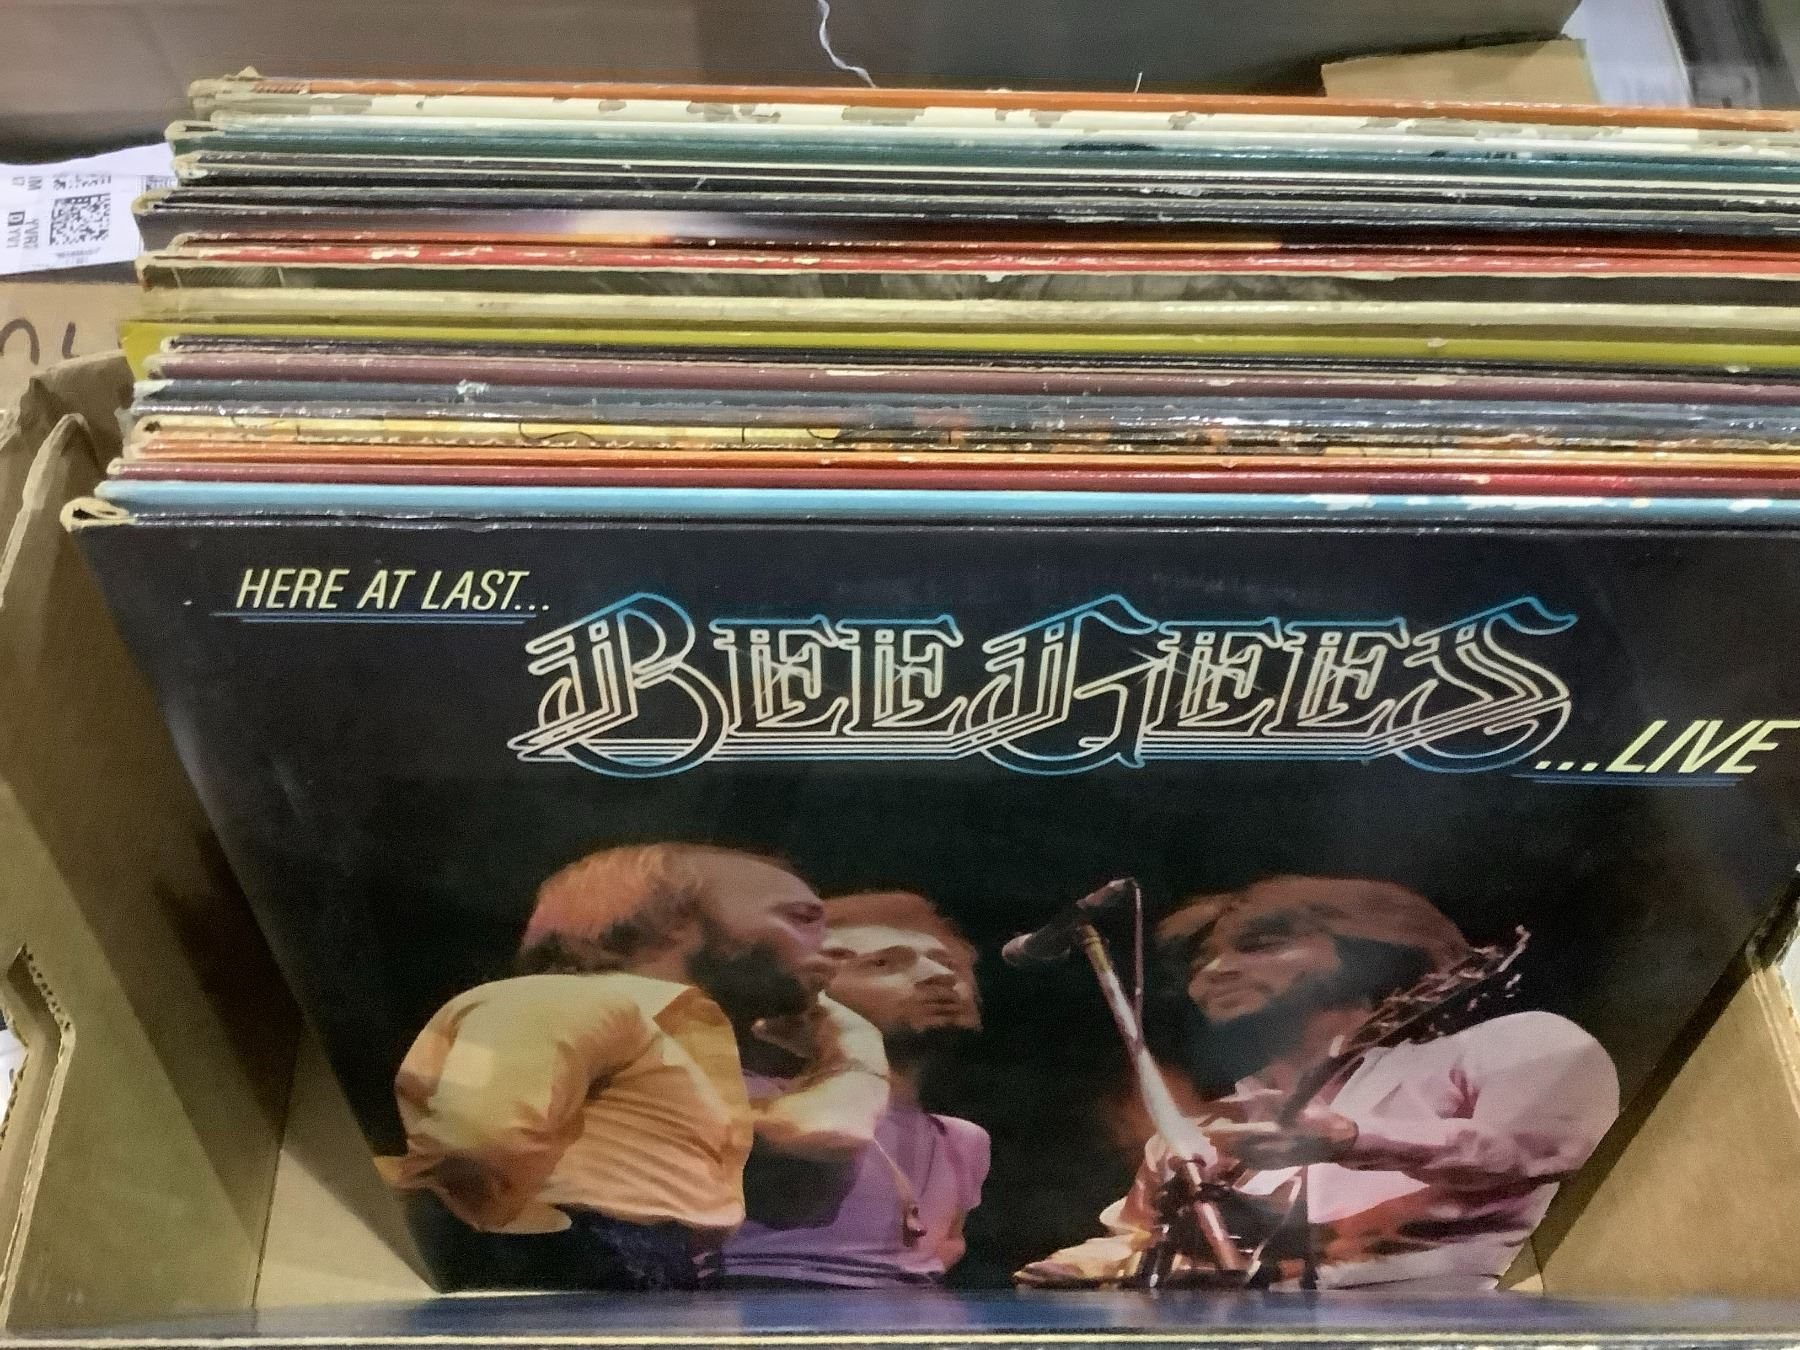 HERE AT LAST...
BEE GEES
...LIVE